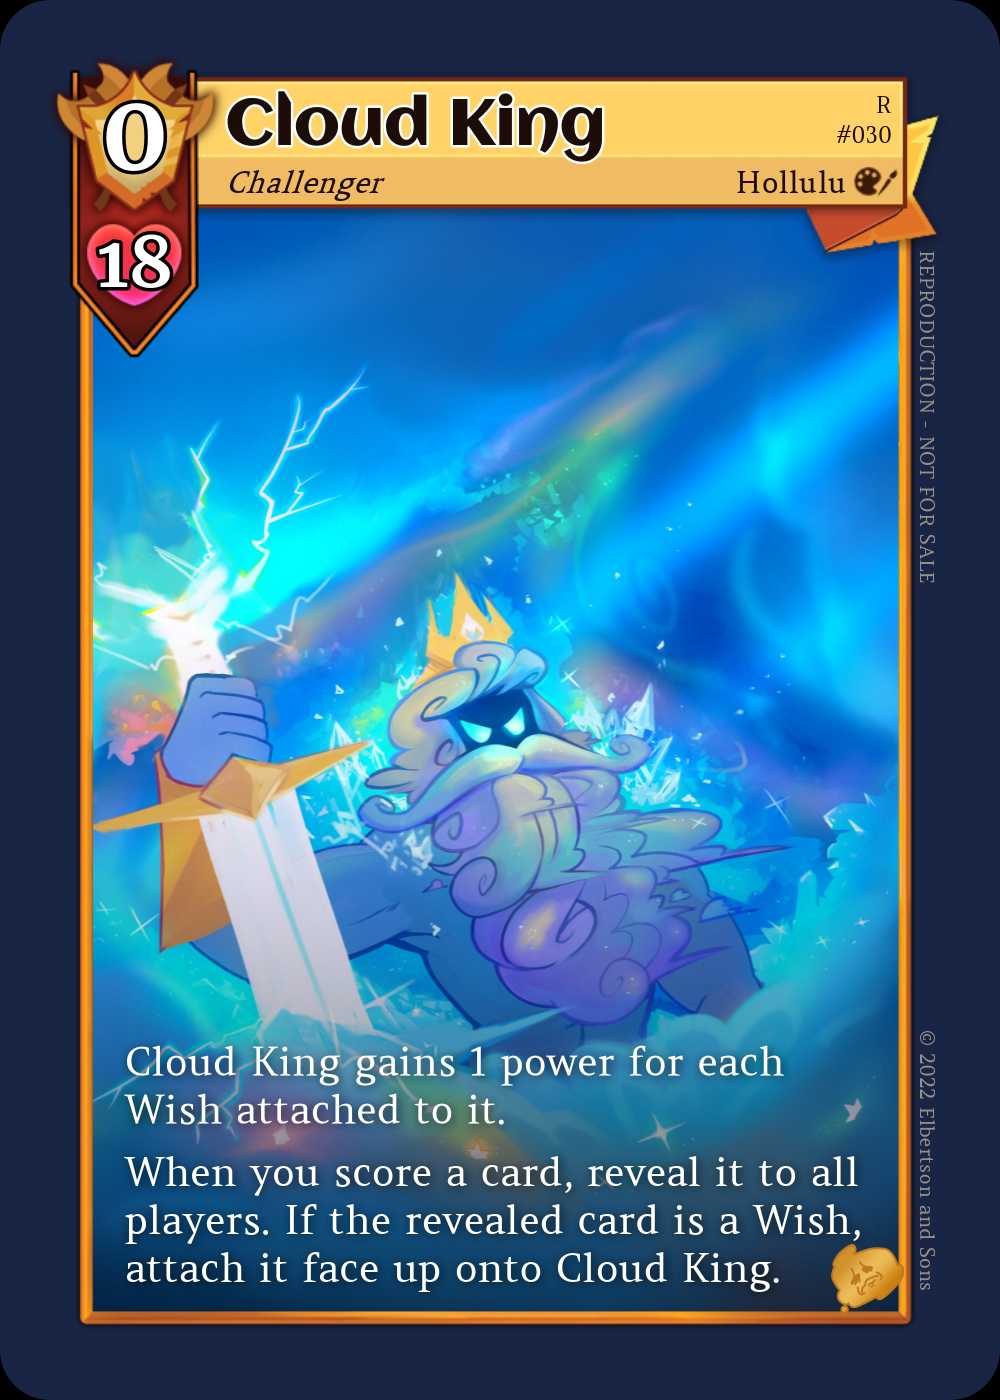 0
Cloud King
R
#030
18
Challenger
Hollulu
REPRODUCTION - NOT FOR SALE
Cloud King gains 1 power for each
Wish attached to it.
When you score a card, reveal it to all
players. If the revealed card is a Wish,
attach it face up onto Cloud King.
© 2022 Elbertson and Sons